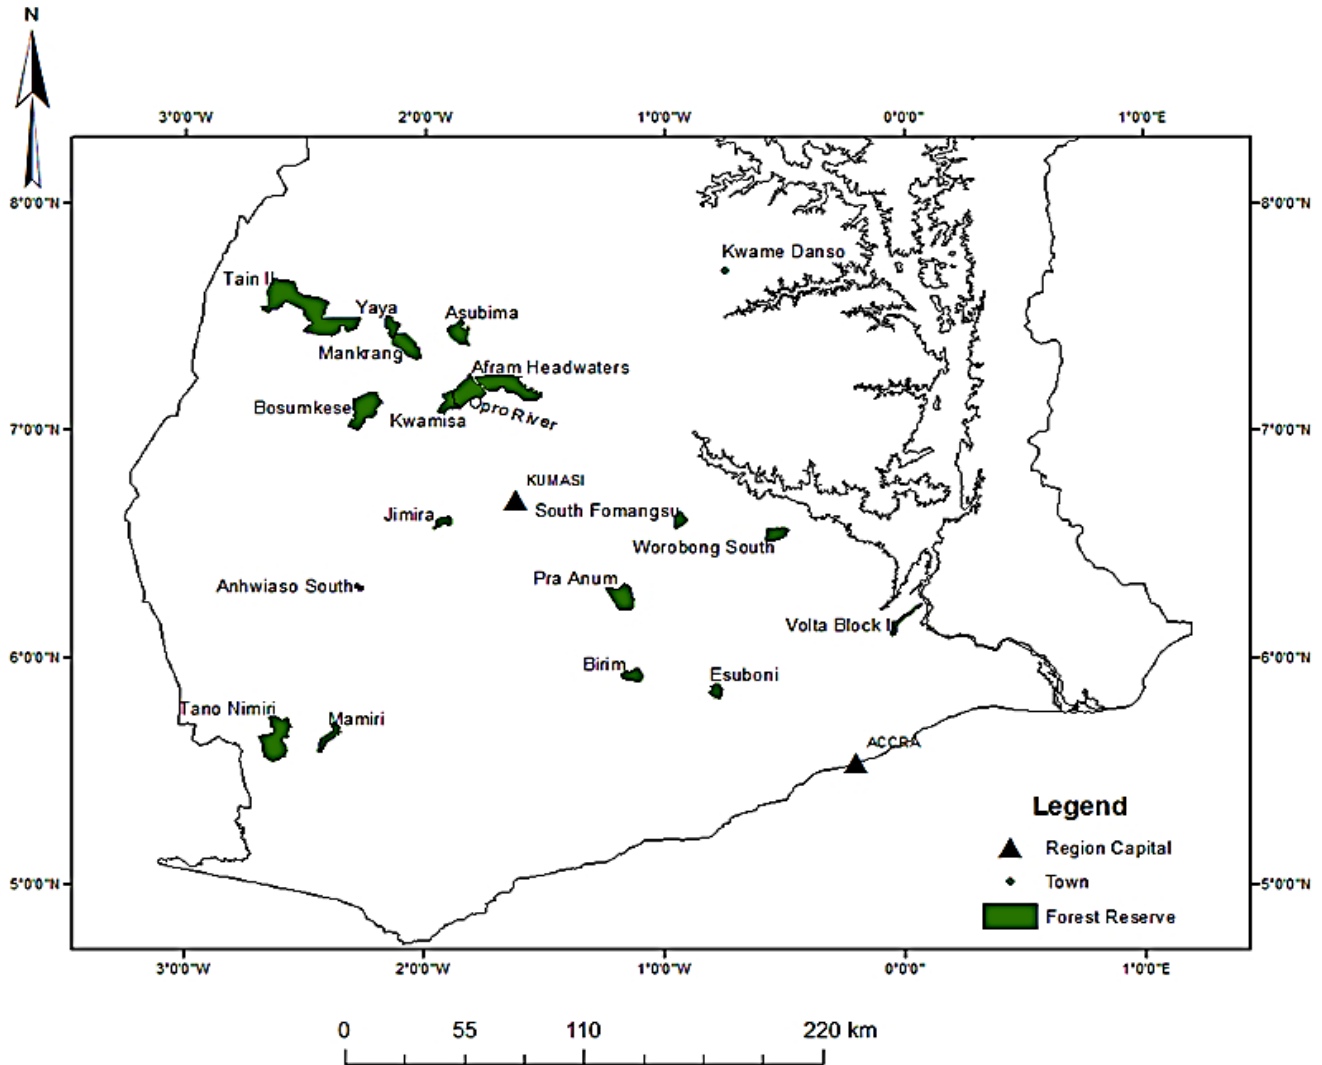 N
3°0'0"W 2°0'0"W 1°0'0"W 0°0'0" 1°0'0"E
8°0'0"N 8°0'0"N
Kwame Danso
Tain II
Yaya
Asubima
Mankrang
Afram Headwaters
Bosumkese
Kwamisa
Opro River
7°0'0"N 7°0'0"N
KUMASI
Jimira
South Fomangsu
Worobong South
Anhwiaso South
Pra Anum
Volta Block I
6°0'0"N 6°0'0"N
Birim
Esuboni
Tano Nimiri
Mamiri
ACCRA
Legend
Region Capital
Town
Forest Reserve
5°0'0"N 5°0'0"N
3°0'0"W 2°0'0"W 1°0'0"W 0°0'0" 1°0'0"E
0 55 110 220 km